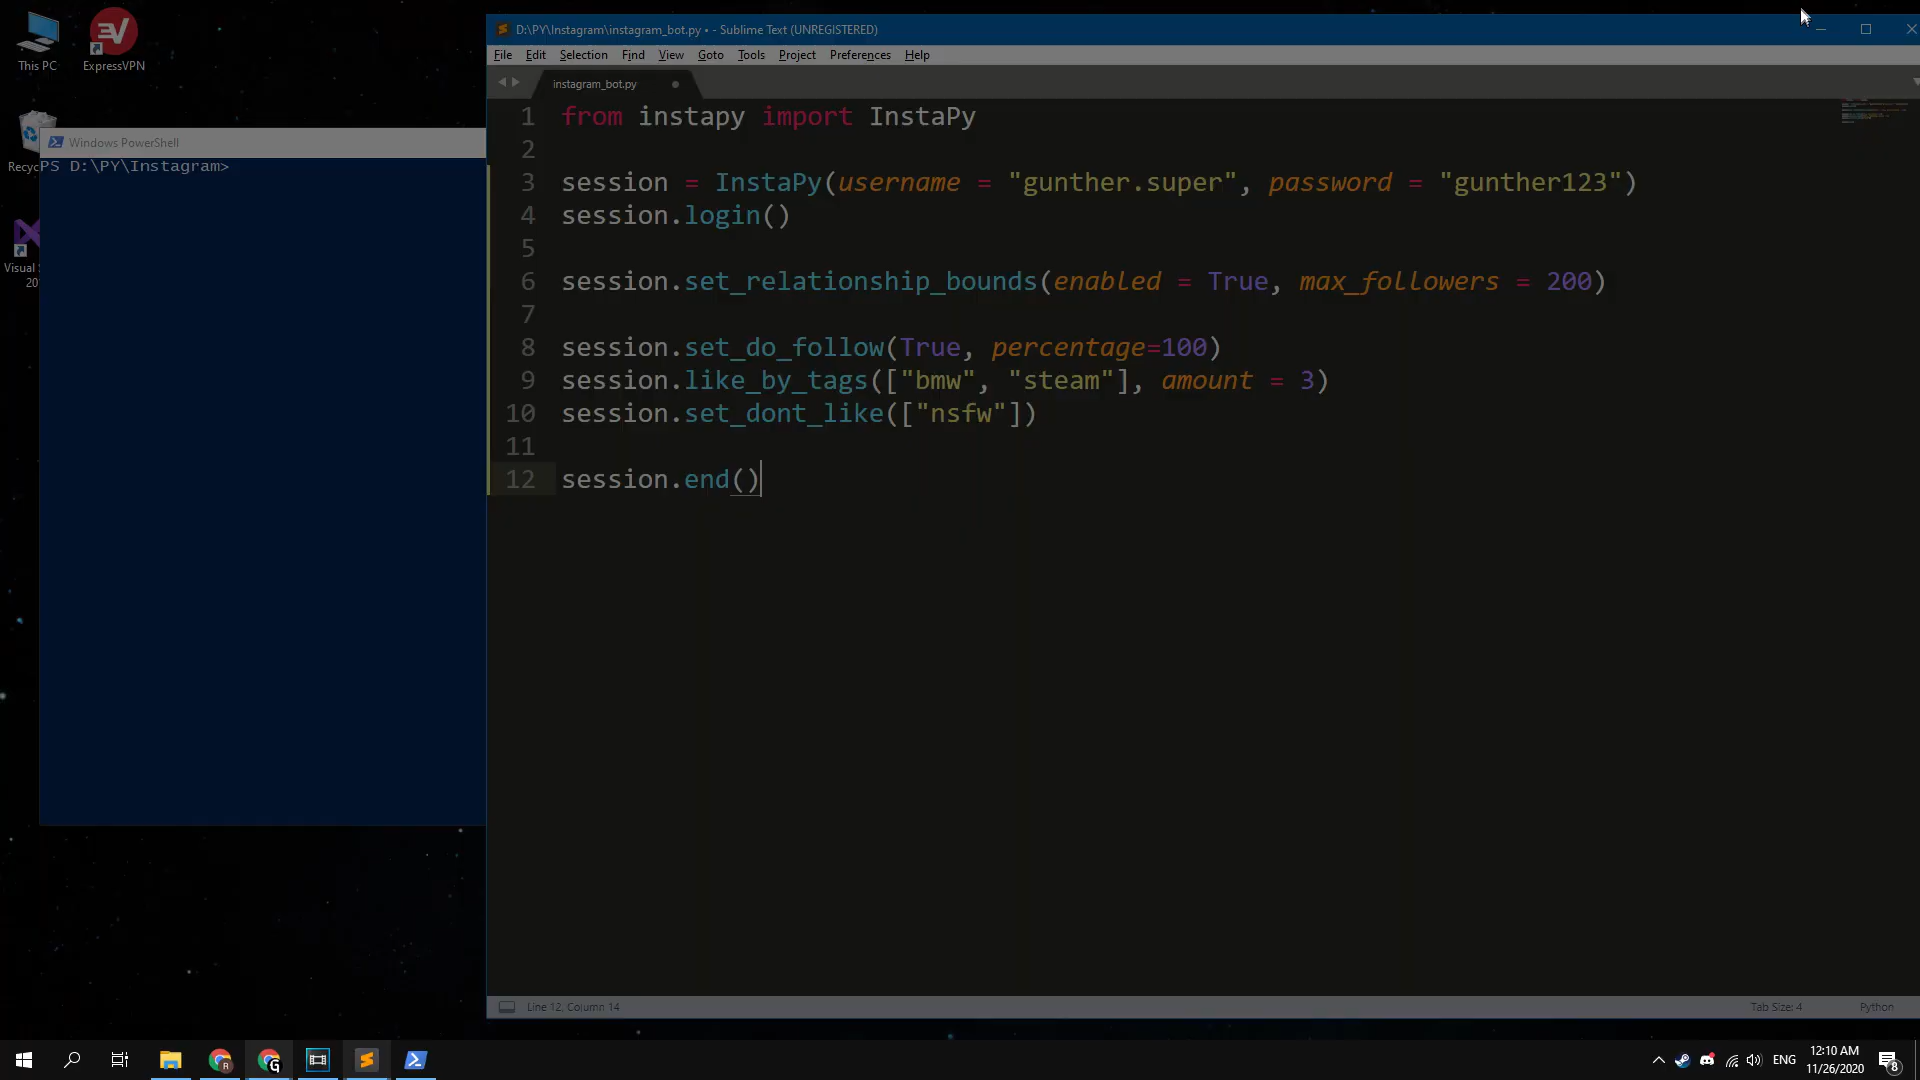 This PC
ExpressVPN
Recyc
Visual S
20
Windows PowerShell
PS D:\PY\Instagram>
D:\PY\Instagram\instagram_bot.py • - Sublime Text (UNREGISTERED)
File Edit Selection Find View Goto Tools Project Preferences Help
instagram_bot.py
1 from instapy import InstaPy
2
3 session = InstaPy(username = "gunther.super", password = "gunther123")
4 session.login()
5
6 session.set_relationship_bounds(enabled = True, max_followers = 200)
7
8 session.set_do_follow(True, percentage=100)
9 session.like_by_tags(["bmw", "steam"], amount = 3)
10 session.set_dont_like(["nsfw"])
11
12 session.end()
Line 12, Column 14
Tab Size: 4
Python
ENG
12:10 AM
11/26/2020
8